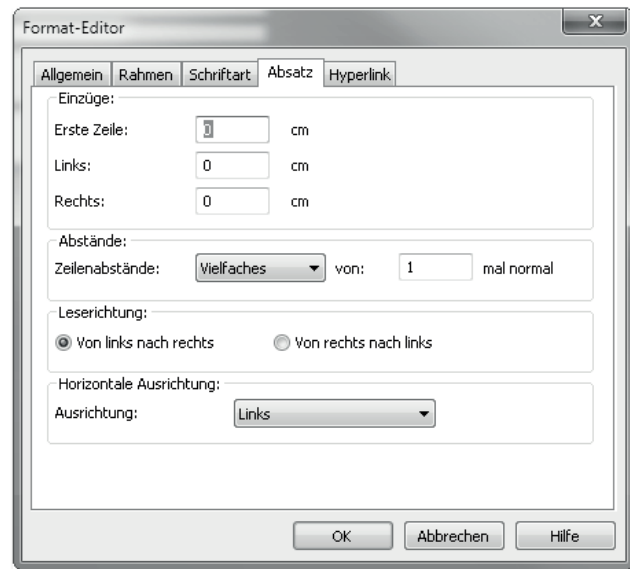 Format-Editor
x
Allgemein Rahmen Schriftart Absatz Hyperlink
Einzüge:
Erste Zeile: 0 cm
Links: 0 cm
Rechts: 0 cm
Abstände:
Zeilenabstände: Vielfaches von: 1 mal normal
Leserichtung:
Von links nach rechts Von rechts nach links
Horizontale Ausrichtung:
Ausrichtung: Links
OK Abbrechen Hilfe